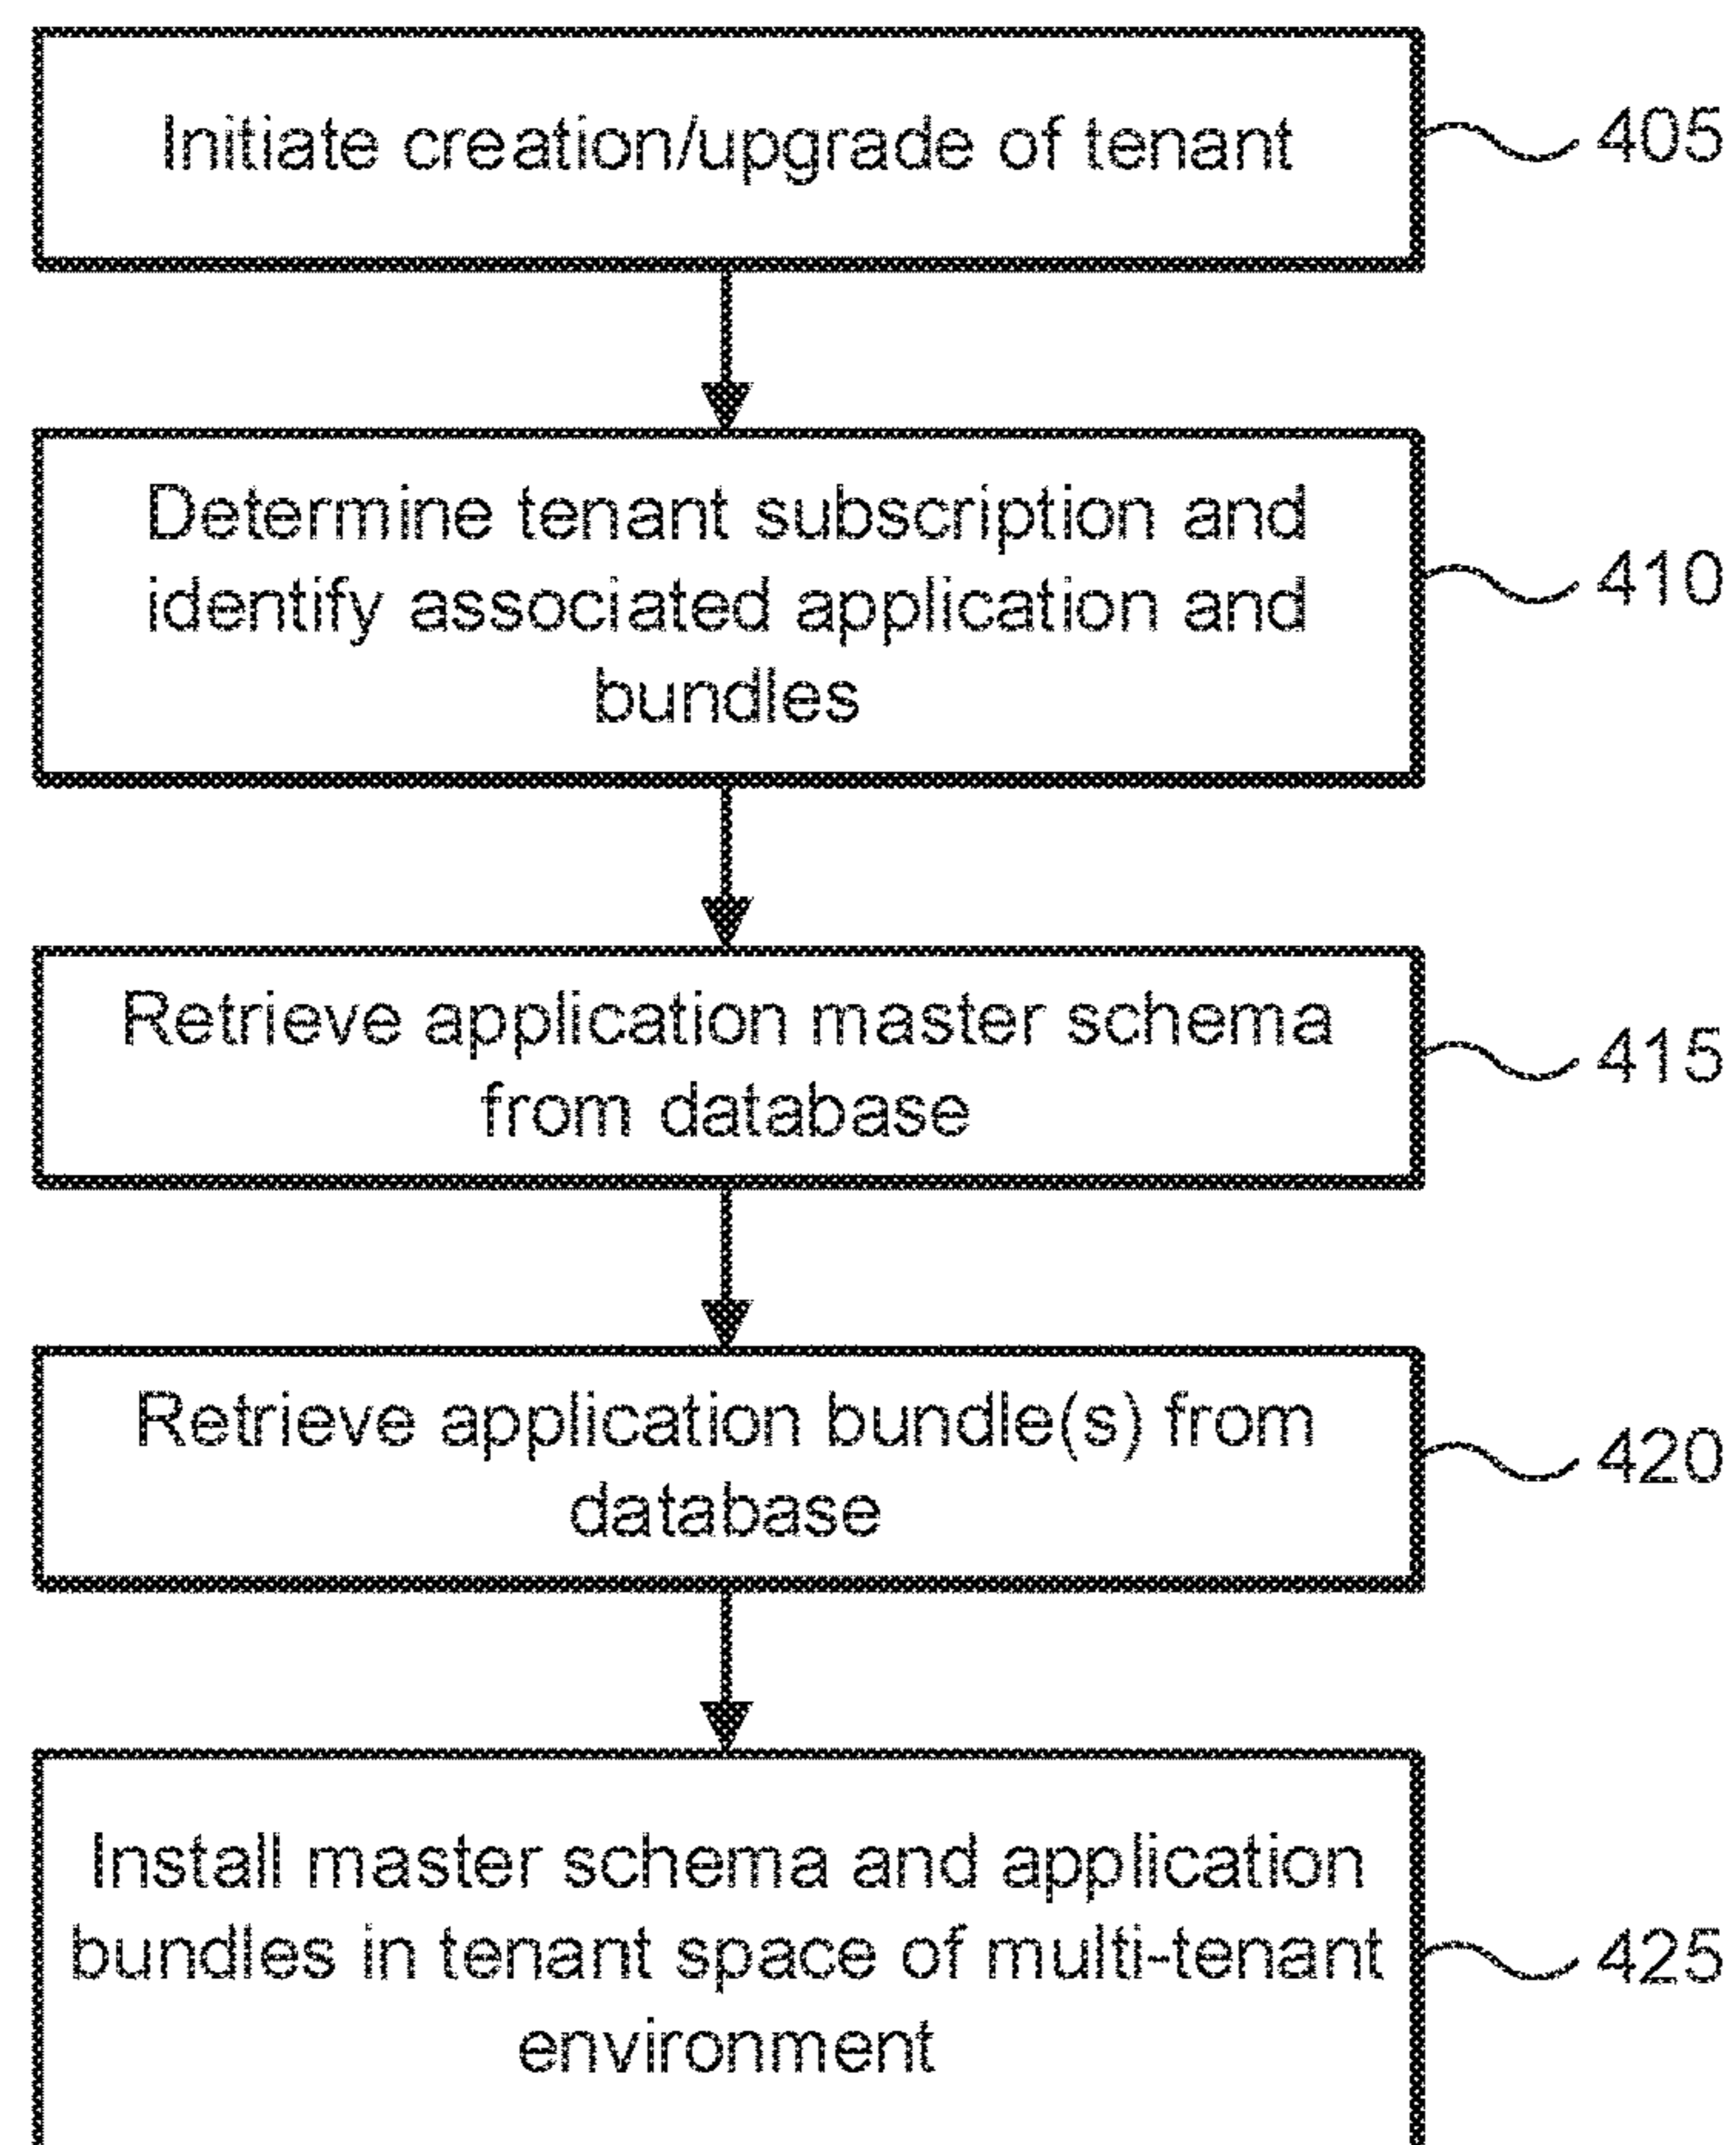 Initiate creation/upgrade of tenant
405
Determine tenant subscription and
identify associated application and
bundles
410
Retrieve application master schema
from database
415
Retrieve application bundle(s) from
database
420
Install master schema and application
bundles in tenant space of multi-tenant
environment
425